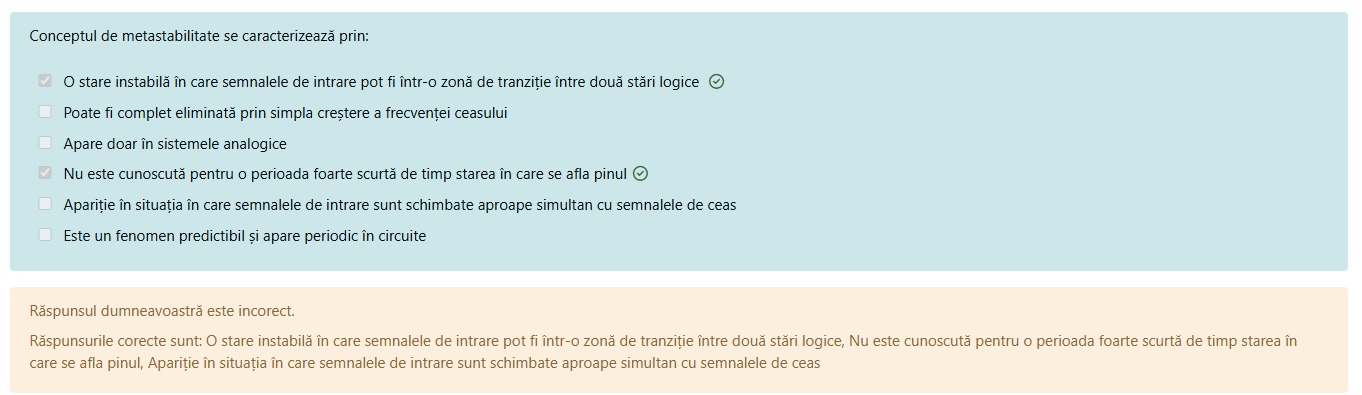 Conceptul de metastabilitate se caracterizează prin:
O stare instabilă în care semnalele de intrare pot fi într-o zonă de tranziție între două stări logice
Poate fi complet eliminată prin simpla creștere a frecvenței ceasului
Apare doar în sistemele analogice
Nu este cunoscută pentru o perioada foarte scurtă de timp starea în care se afla pinul
Apariție în situația în care semnalele de intrare sunt schimbate aproape simultan cu semnalele de ceas
Este un fenomen predictibil și apare periodic în circuite
Răspunsul dumneavoastră este incorect.
Răspunsurile corecte sunt: O stare instabilă în care semnalele de intrare pot fi într-o zonă de tranziție între două stări logice, Nu este cunoscută pentru o perioada foarte scurtă de timp starea în
care se afla pinul, Apariție în situația în care semnalele de intrare sunt schimbate aproape simultan cu semnalele de ceas